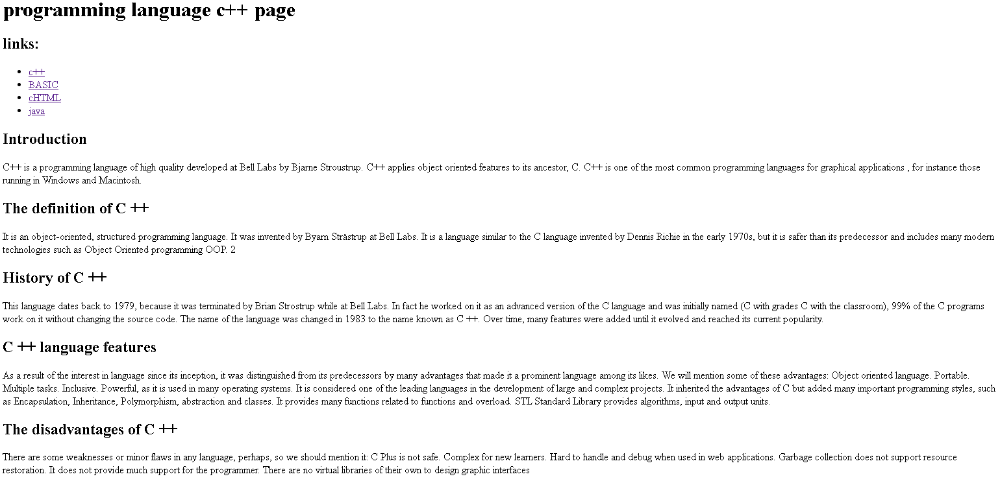 programming language c++ page
links:
c++
BASIC
cHTML
java
Introduction
C++ is a programming language of high quality developed at Bell Labs by Bjarne Stroustrup. C++ applies object oriented features to its ancestor, C. C++ is one of the most common programming languages for graphical applications , for instance those
running in Windows and Macintosh.
The definition of C ++
It is an object-oriented, structured programming language. It was invented by Byarn Strästrup at Bell Labs. It is a language similar to the C language invented by Dennis Richie in the early 1970s, but it is safer than its predecessor and includes many modern
technologies such as Object Oriented programming OOP. 2
History of C ++
This language dates back to 1979, because it was terminated by Brian Strostrup while at Bell Labs. In fact he worked on it as an advanced version of the C language and was initially named (C with grades C with the classroom), 99% of the C programs
work on it without changing the source code. The name of the language was changed in 1983 to the name known as C ++. Over time, many features were added until it evolved and reached its current popularity.
C ++ language features
As a result of the interest in language since its inception, it was distinguished from its predecessors by many advantages that made it a prominent language among its likes. We will mention some of these advantages: Object oriented language. Portable.
Multiple tasks. Inclusive. Powerful, as it is used in many operating systems. It is considered one of the leading languages in the development of large and complex projects. It inherited the advantages of C but added many important programming styles, such
as Encapsulation, Inheritance, Polymorphism, abstraction and classes. It provides many functions related to functions and overload. STL Standard Library provides algorithms, input and output units.
The disadvantages of C ++
There are some weaknesses or minor flaws in any language, perhaps, so we should mention it: C Plus is not safe. Complex for new learners. Hard to handle and debug when used in web applications. Garbage collection does not support resource
restoration. It does not provide much support for the programmer. There are no virtual libraries of their own to design graphic interfaces